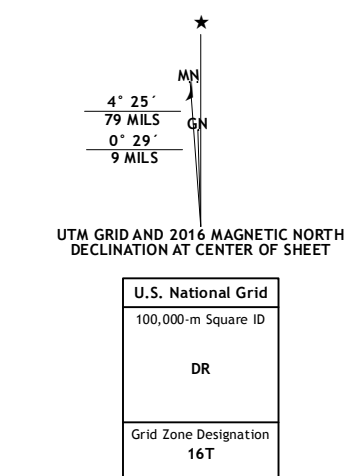 ★
MN
4° 25´
79 MILS
GN
0° 29´
9 MILS
UTM GRID AND 2016 MAGNETIC NORTH
DECLINATION AT CENTER OF SHEET
U.S. National Grid
100,000-m Square ID
DR
Grid Zone Designation
16T